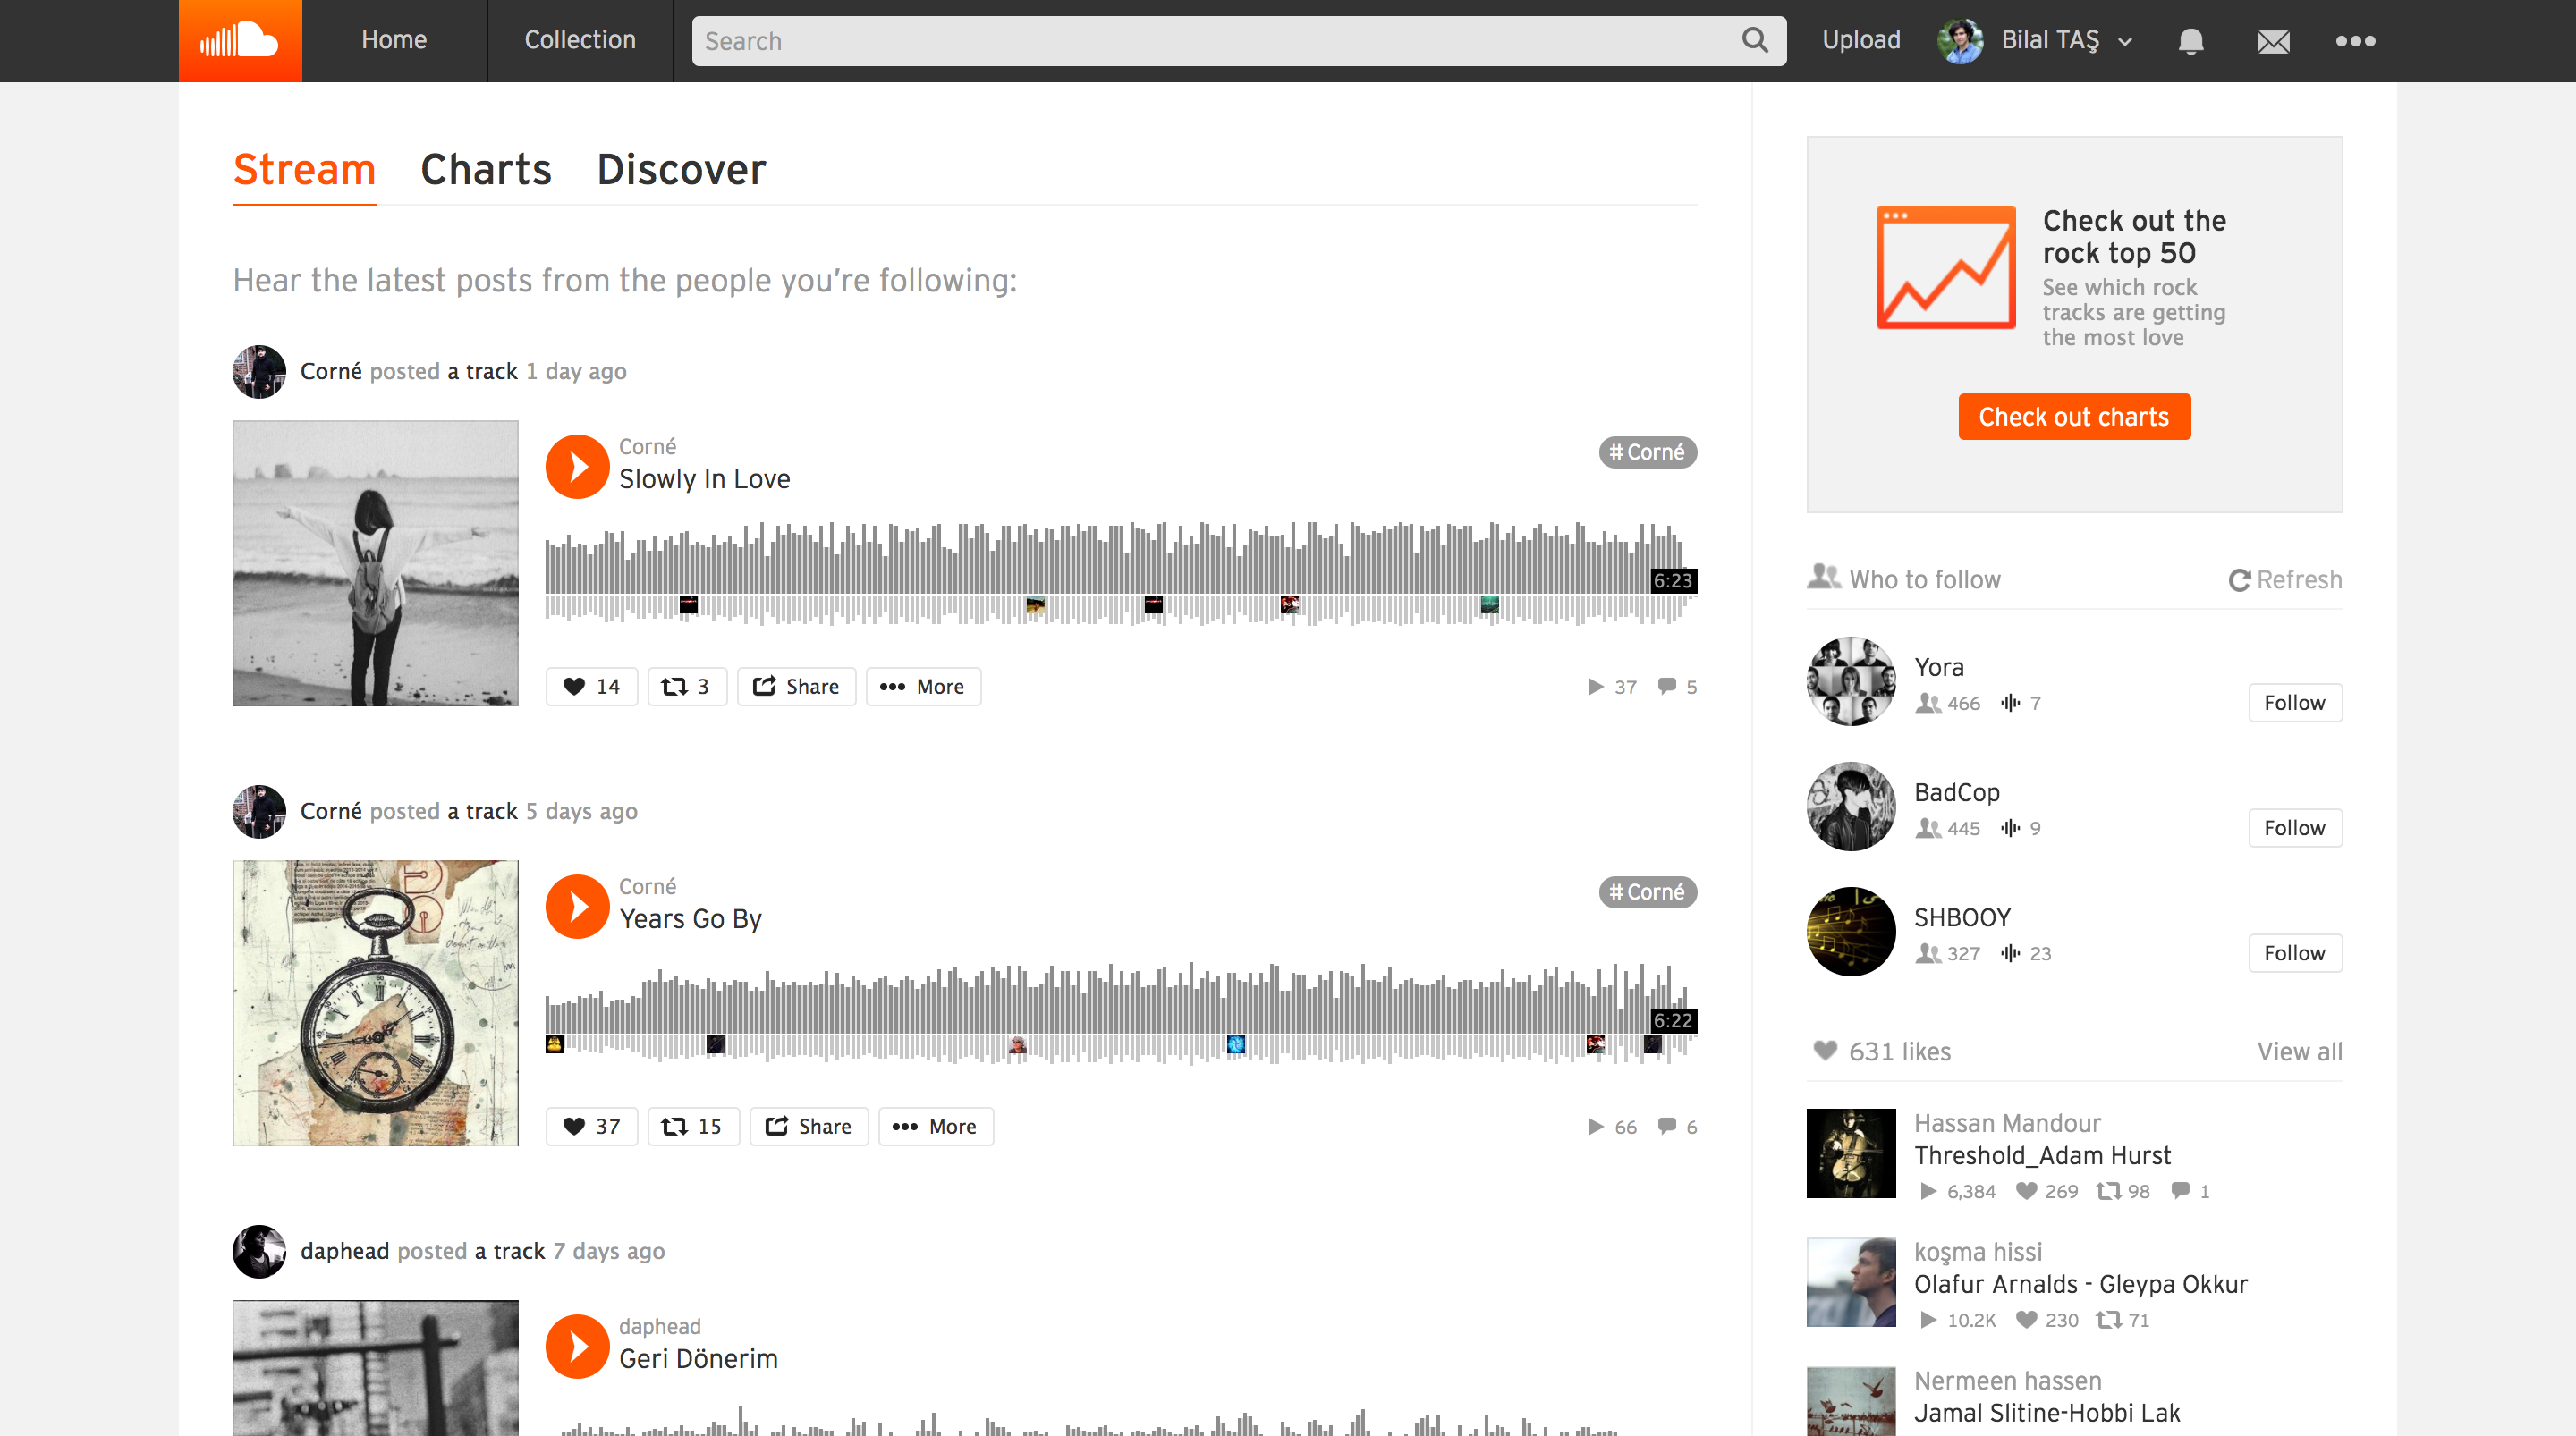 Home
Collection
Search
Upload
Bilal TAŞ
Stream
Charts
Discover
Hear the latest posts from the people you're following:
Corné posted a track 1 day ago
Corné
Slowly In Love
# Corné
6:23
14
3
Share
More
37
5
Corné posted a track 5 days ago
Corné
Years Go By
# Corné
6:22
37
15
Share
More
66
6
daphead posted a track 7 days ago
daphead
Geri Dönerim
Check out the
rock top 50
See which rock
tracks are getting
the most love
Check out charts
Who to follow
Refresh
Yora
466
7
Follow
BadCop
445
9
Follow
SHBOOY
327
23
Follow
631 likes
View all
Hassan Mandour
Threshold_Adam Hurst
6,384
269
98
1
koşma hissi
Olafur Arnalds - Gleypa Okkur
10.2K
230
71
Nermeen hassen
Jamal Slitine-Hobbi Lak